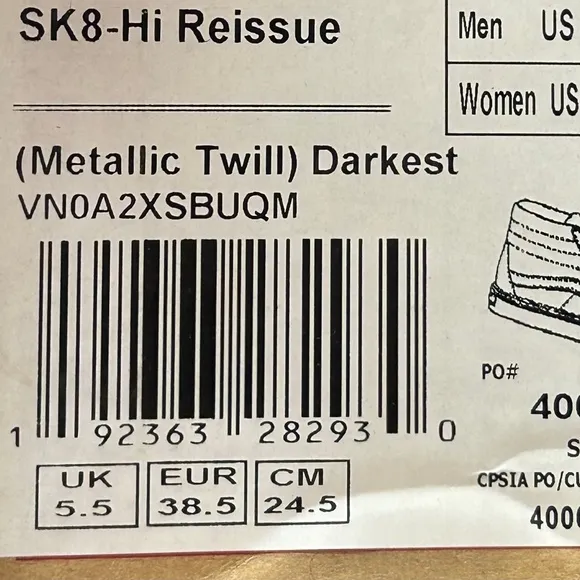 SK8-Hi Reissue
Men US
Women US
(Metallic Twill) Darkest
VN0A2XSBUQM
PO#
1 92363 28293 0
UK EUR CM
5.5 38.5 24.5
CPSIA PO/CU